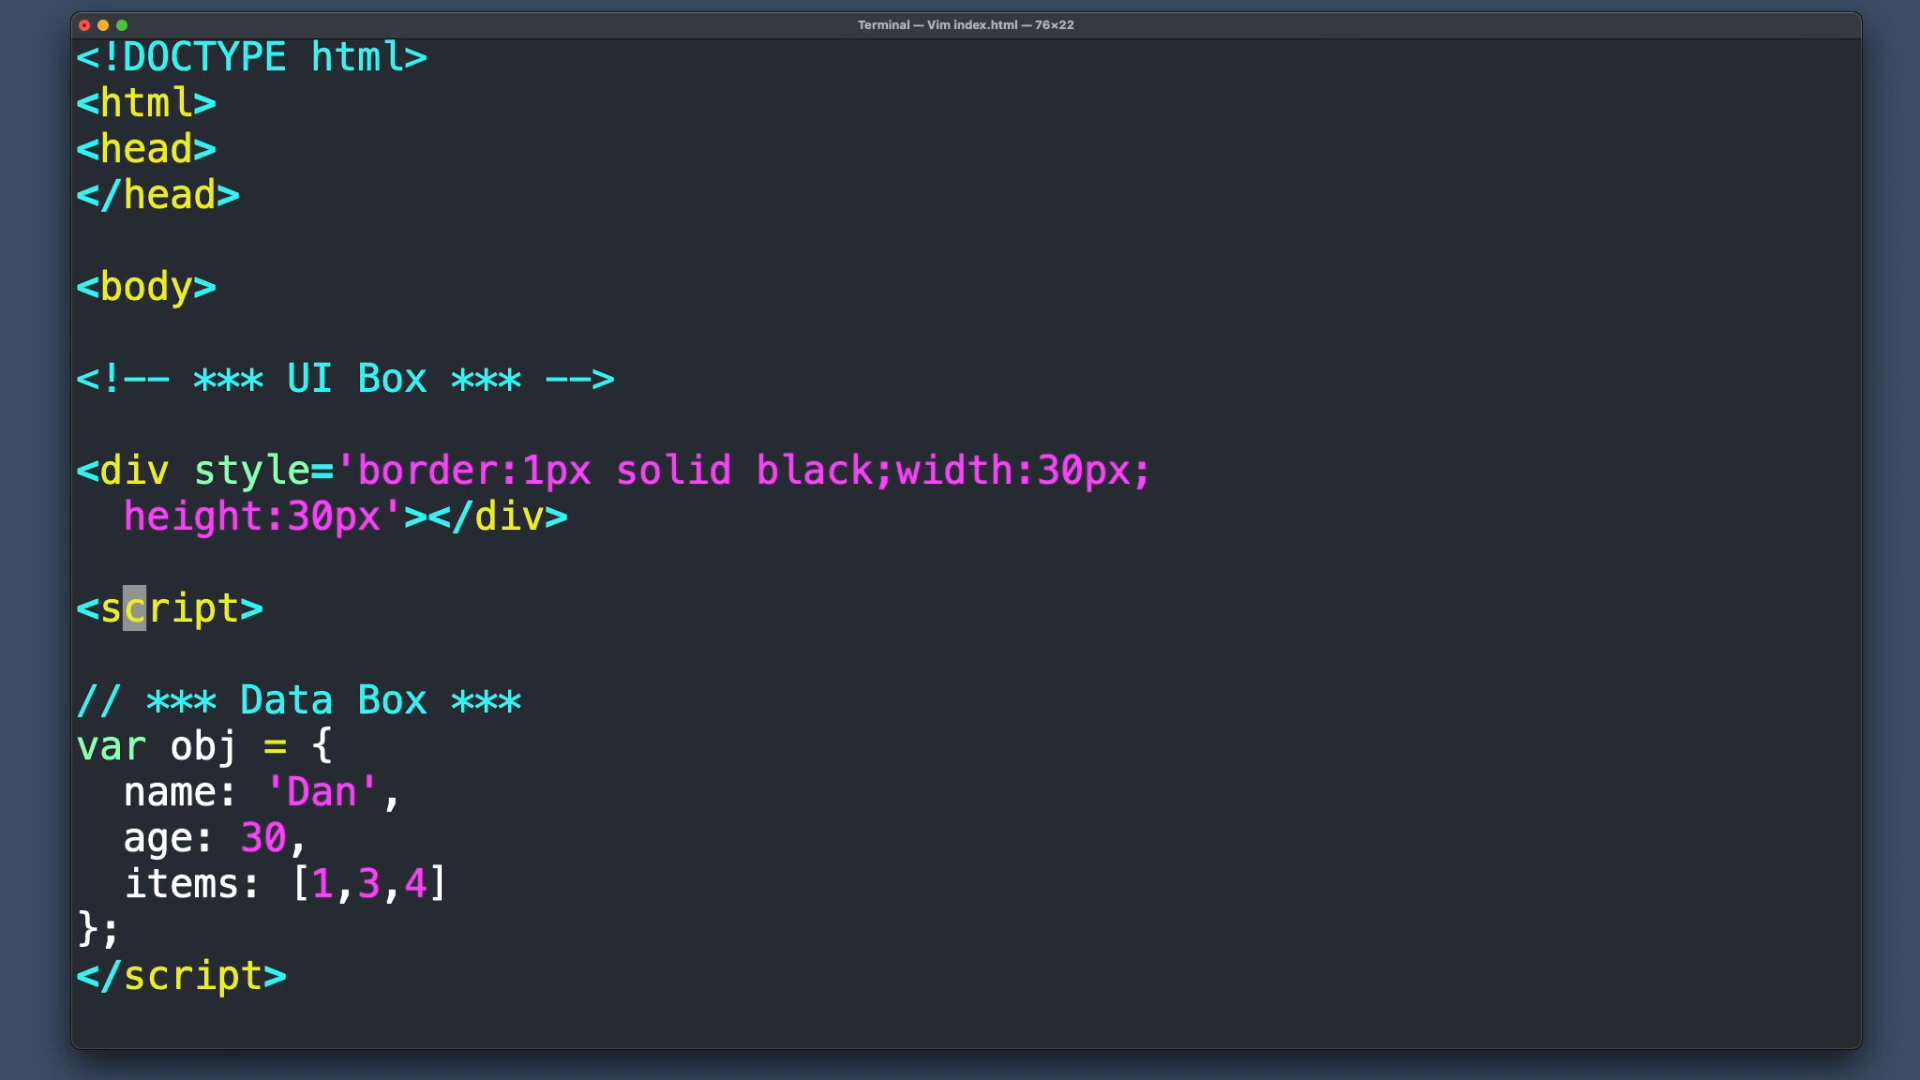 Terminal — Vim index.html — 76×22
<!DOCTYPE html>
<html>
<head>
</head>
<body>
<!-- *** UI Box *** -->
<div style='border:1px solid black;width:30px;
  height:30px'></div>
<script>
// *** Data Box ***
var obj = {
  name: 'Dan',
  age: 30,
  items: [1,3,4]
};
</script>